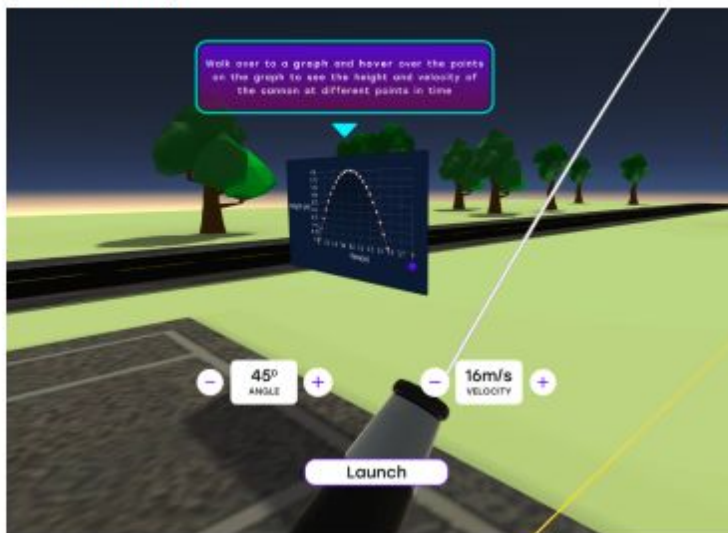 Walk over to a graph and hover over the points
on the graph to see the height and velocity of
the cannon at different points in time
45⁰
ANGLE
16m/s
VELOCITY
Launch